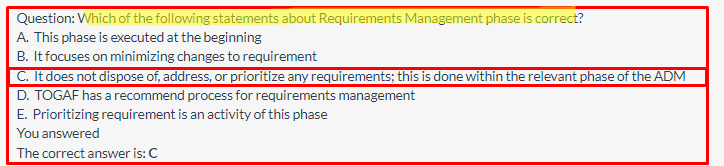 Question: Which of the following statements about Requirements Management phase is correct?
A. This phase is executed at the beginning
B. It focuses on minimizing changes to requirement
C. It does not dispose of, address, or prioritize any requirements; this is done within the relevant phase of the ADM
D. TOGAF has a recommend process for requirements management
E. Prioritizing requirement is an activity of this phase
You answered
The correct answer is: C